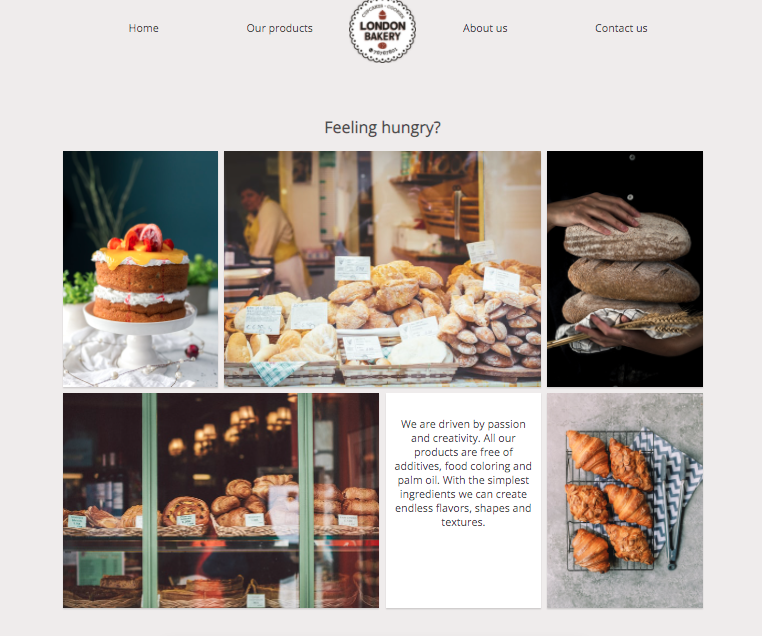 Home
Our products
LONDON
BAKERY
About us
Contact us
Feeling hungry?
We are driven by passion
and creativity. All our
products are free of
additives, food coloring and
palm oil. With the simplest
ingredients we can create
endless flavors, shapes and
textures.